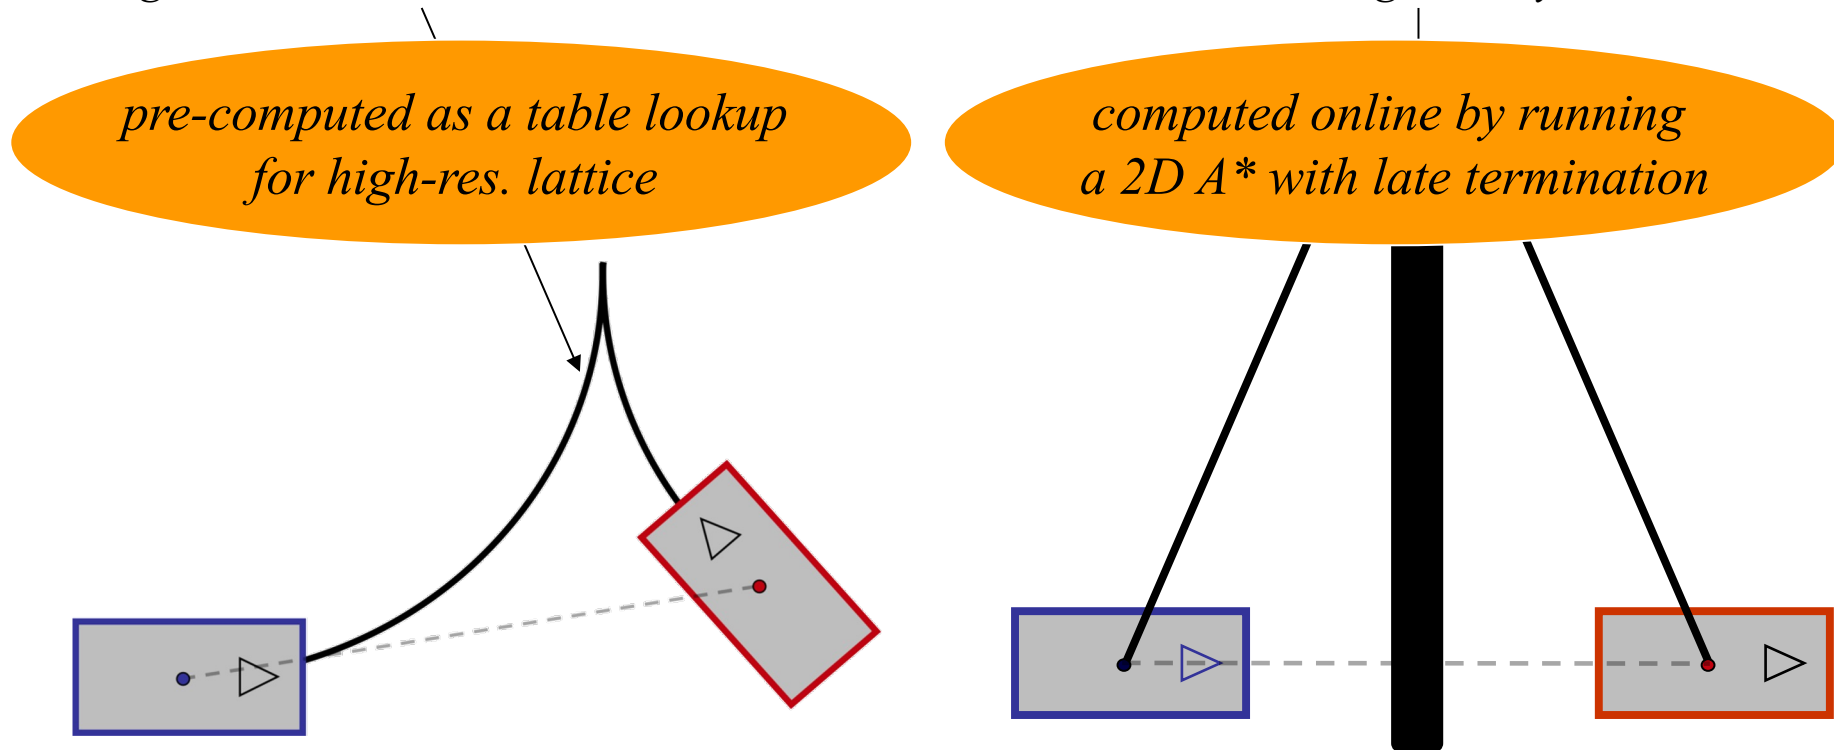 pre-computed as a table lookup
for high-res. lattice
computed online by running
a 2D A* with late termination